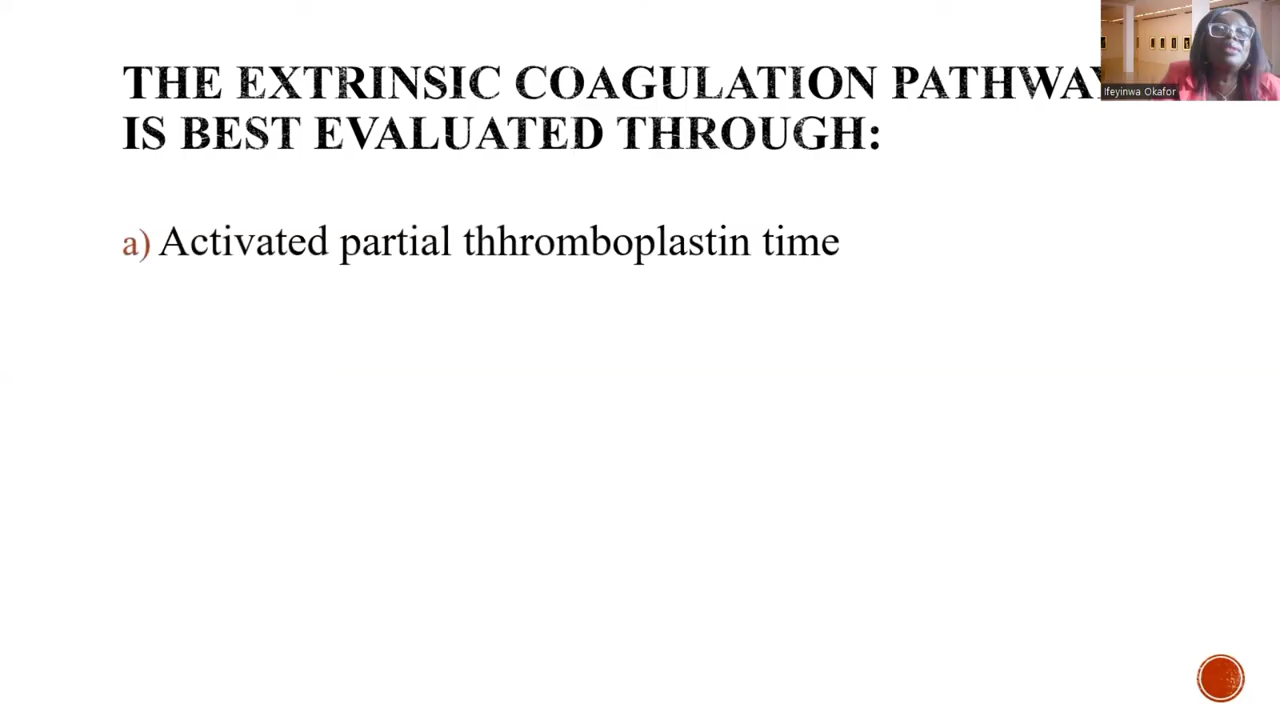 THE EXTRINSIC COAGULATION PATHWAY
IS BEST EVALUATED THROUGH:
Ifeyinwa Okafor
a) Activated partial thhromboplastin time